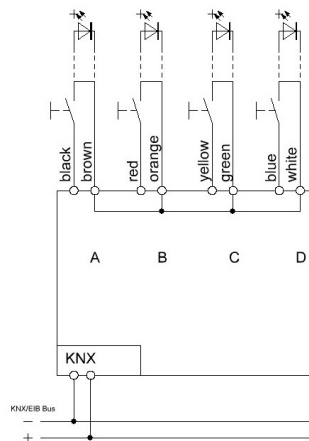 black brown red orange yellow green blue white
A B C D
KNX
KNX/EIB Bus
−
+